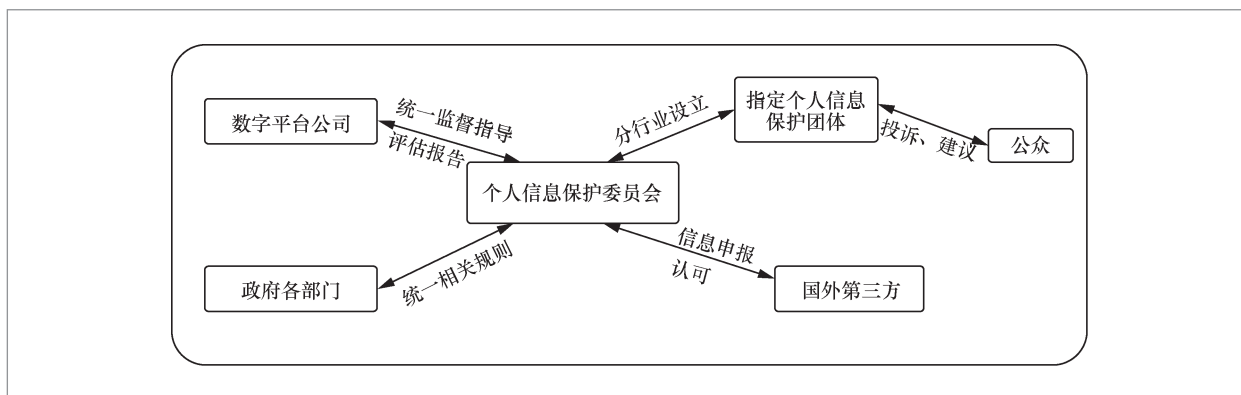 数字平台公司
统一监督指导
评估报告
分行业设立
指定个人信息
保护团体
投诉、建议
公众
个人信息保护委员会
政府各部门
统一相关规则
信息申报
认可
国外第三方